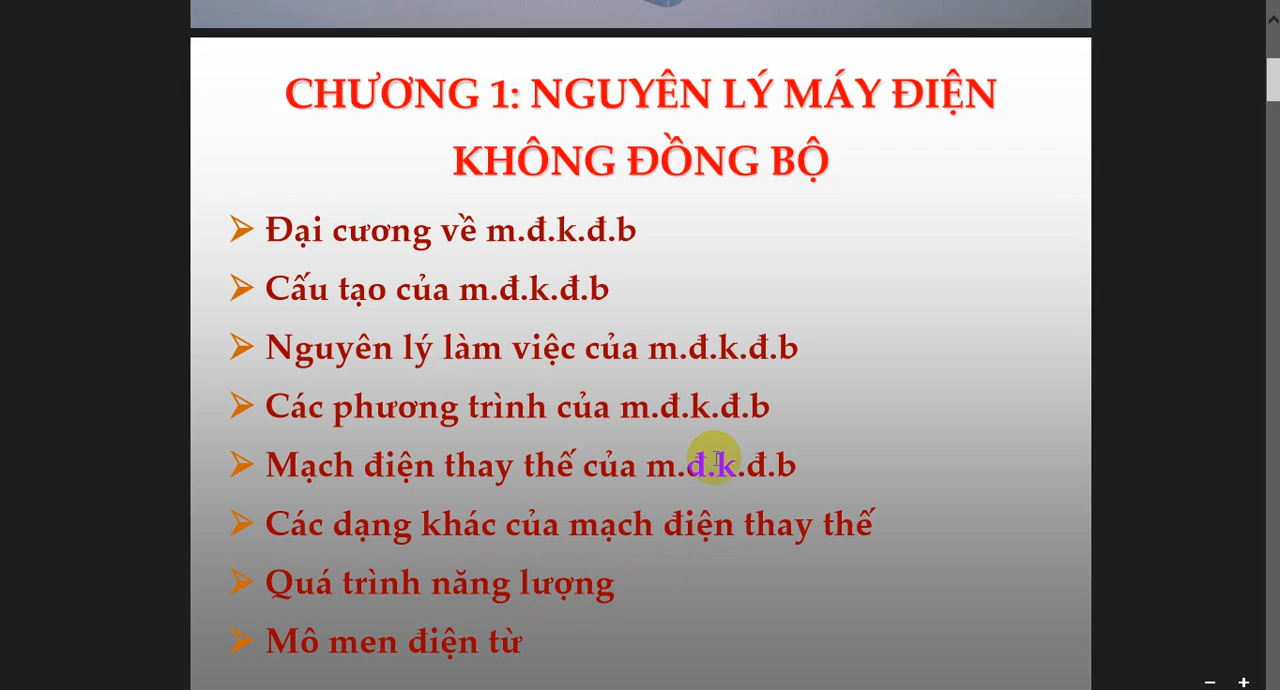 CHƯƠNG 1: NGUYÊN LÝ MÁY ĐIỆN
KHÔNG ĐỒNG BỘ
Đại cương về m.đ.k.đ.b
Cấu tạo của m.đ.k.đ.b
Nguyên lý làm việc của m.đ.k.đ.b
Các phương trình của m.đ.k.đ.b
Mạch điện thay thế của m.đ.k.đ.b
Các dạng khác của mạch điện thay thế
Quá trình năng lượng
Mô men điện từ